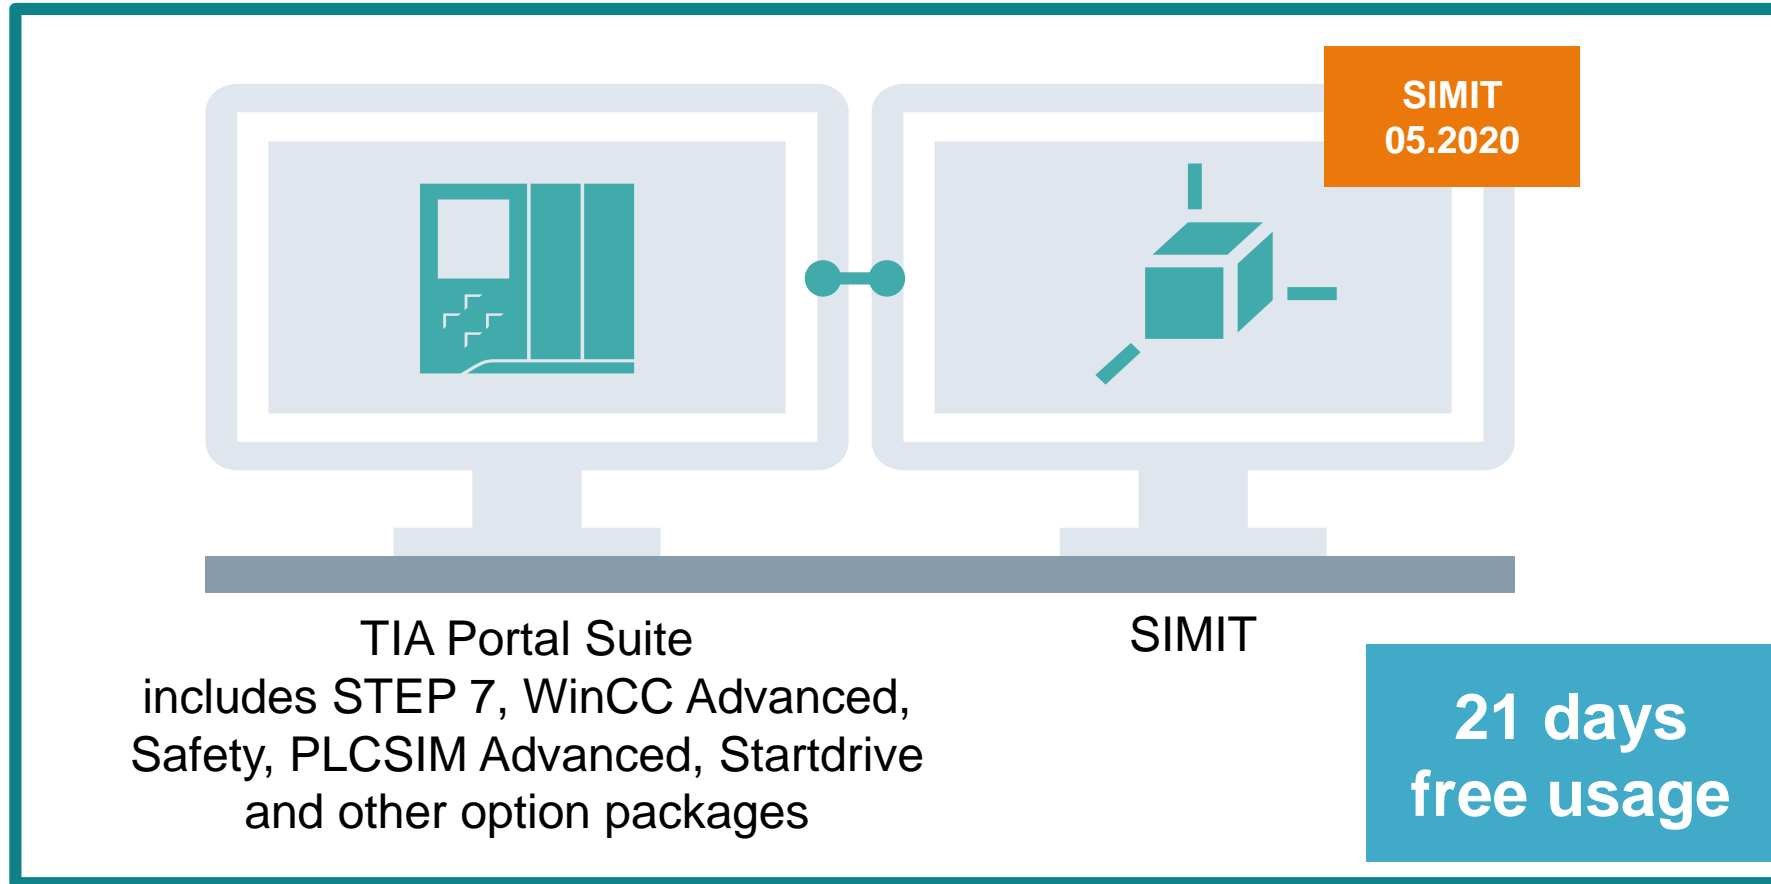 SIMIT
05.2020
TIA Portal Suite
includes STEP 7, WinCC Advanced,
Safety, PLCSIM Advanced, Startdrive
and other option packages
SIMIT
21 days
free usage